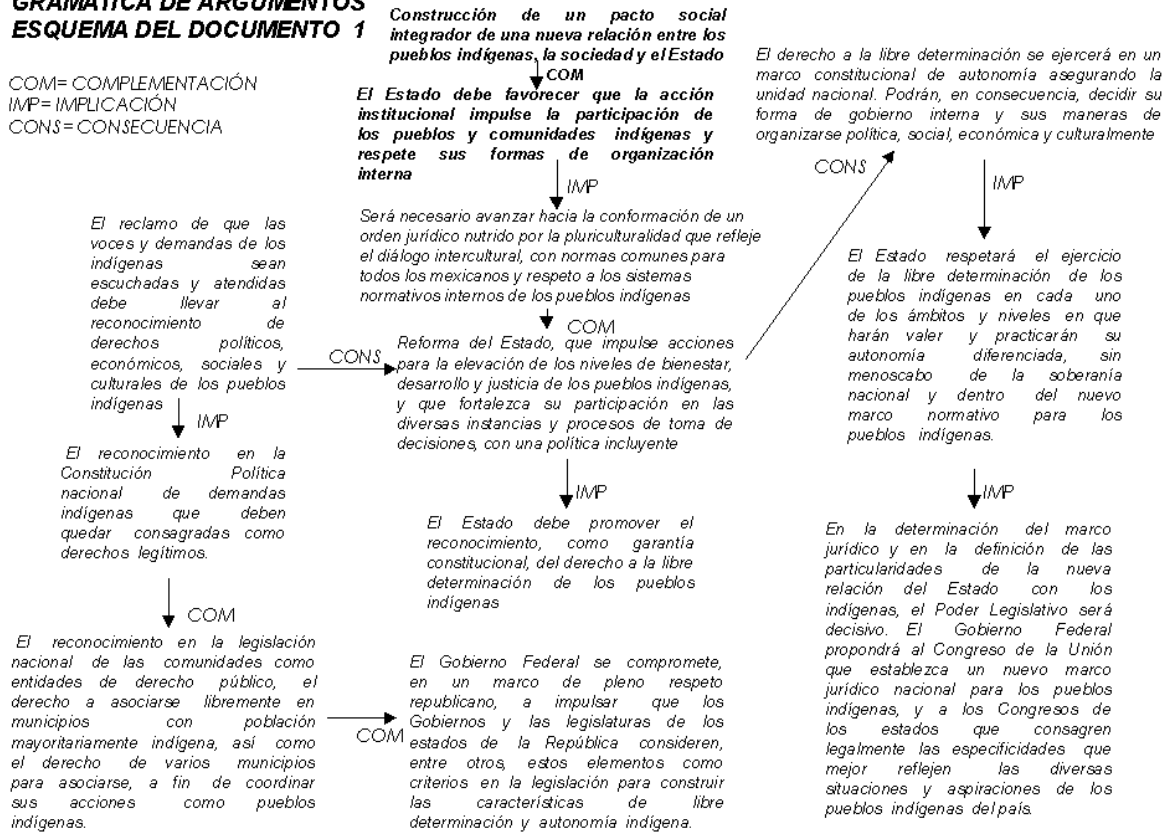 GRAMÁTICA DE ARGUMENTOS
ESQUEMA DEL DOCUMENTO 1
COM= COMPLEMENTACIÓN
IMP= IMPLICACIÓN
CONS= CONSECUENCIA
Construcción de un pacto social
integrador de una nueva relación entre los
pueblos indígenas, la sociedad y el Estado
COM
El Estado debe favorecer que la acción
institucional impulse la participación de
los pueblos y comunidades indígenas y
respete sus formas de organización
interna
IMP
Será necesario avanzar hacia la conformación de un
orden jurídico nutrido por la pluriculturalidad que refleje
el diálogo intercultural, con normas comunes para
todos los mexicanos y respeto a los sistemas
normativos internos de los pueblos indígenas
COM
Reforma del Estado, que impulse acciones
para la elevación de los niveles de bienestar,
desarrollo y justicia de los pueblos indígenas,
y que fortalezca su participación en las
diversas instancias y procesos de toma de
decisiones, con una política incluyente
IMP
El Estado debe promover el
reconocimiento, como garantía
constitucional, del derecho a la libre
determinación de los pueblos
indígenas
El reclamo de que las
voces y demandas de los
indígenas sean
escuchadas y atendidas
debe llevar al
reconocimiento de
derechos políticos,
económicos, sociales y
culturales de los pueblos
indígenas
CONS
IMP
El reconocimiento en la
Constitución Política
nacional de demandas
indígenas que deben
quedar consagradas como
derechos legítimos.
COM
El reconocimiento en la legislación
nacional de las comunidades como
entidades de derecho público, el
derecho a asociarse libremente en
municipios con población
mayoritariamente indígena, así como
el derecho de varios municipios
para asociarse, a fin de coordinar
sus acciones como pueblos
indígenas.
COM
El Gobierno Federal se compromete,
en un marco de pleno respeto
republicano, a impulsar que los
Gobiernos y las legislaturas de los
estados de la República consideren,
entre otros, estos elementos como
criterios en la legislación para construir
las características de libre
determinación y autonomía indígena.
CONS
El derecho a la libre determinación se ejercerá en un
marco constitucional de autonomía asegurando la
unidad nacional. Podrán, en consecuencia, decidir su
forma de gobierno interna y sus maneras de
organizarse política, social, económica y culturalmente
IMP
El Estado respetará el ejercicio
de la libre determinación de los
pueblos indígenas en cada uno
de los ámbitos y niveles en que
harán valer y practicarán su
autonomía diferenciada, sin
menoscabo de la soberanía
nacional y dentro del nuevo
marco normativo para los
pueblos indígenas.
IMP
En la determinación del marco
jurídico y en la definición de las
particularidades de la nueva
relación del Estado con los
indígenas, el Poder Legislativo será
decisivo. El Gobierno Federal
propondrá al Congreso de la Unión
que establezca un nuevo marco
jurídico nacional para los pueblos
indígenas, y a los Congresos de
los estados que consagren
legalmente las especificidades que
mejor reflejen las diversas
situaciones y aspiraciones de los
pueblos indígenas del país.